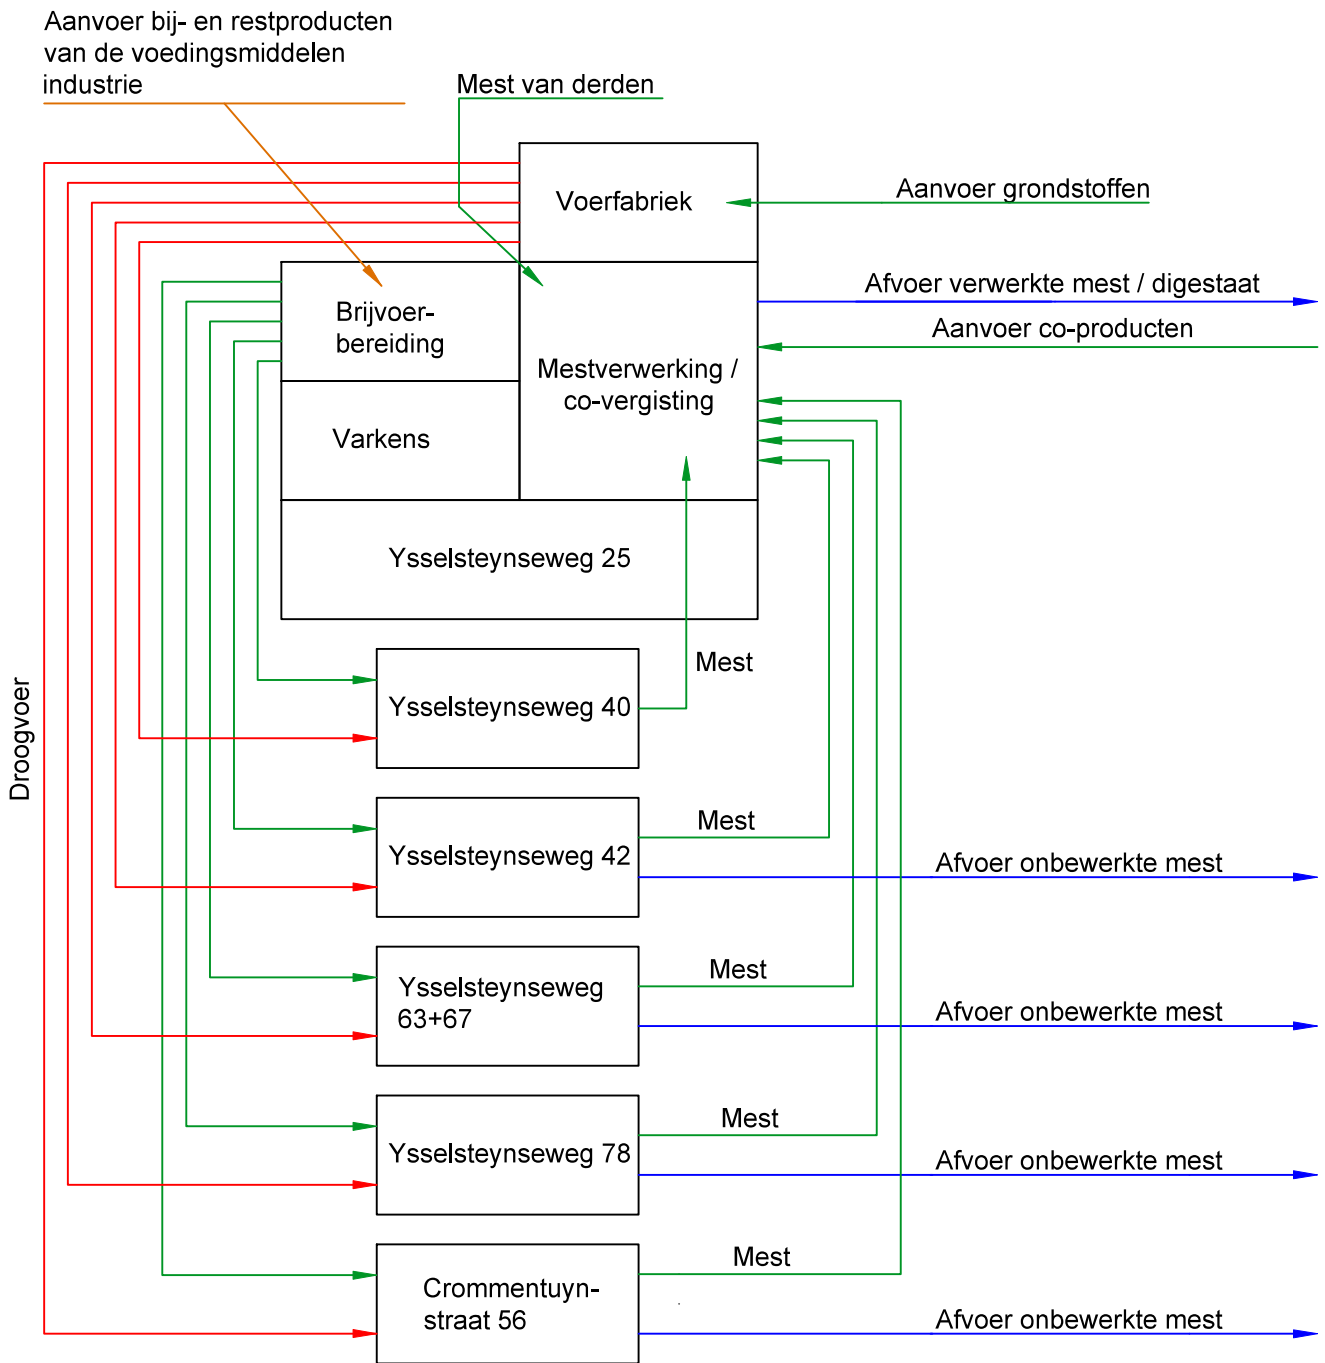 Aanvoer bij- en restproducten
van de voedingsmiddelen
industrie
Mest van derden
Voerfabriek
Aanvoer grondstoffen
Afvoer verwerkte mest / digestaat
Aanvoer co-producten
Brijvoer-
bereiding
Mestverwerking /
co-vergisting
Varkens
Ysselsteynseweg 25
Droogvoer
Mest
Ysselsteynseweg 40
Mest
Ysselsteynseweg 42
Afvoer onbewerkte mest
Mest
Ysselsteynseweg
63+67
Afvoer onbewerkte mest
Mest
Ysselsteynseweg 78
Afvoer onbewerkte mest
Mest
Crommentuyn-
straat 56
Afvoer onbewerkte mest